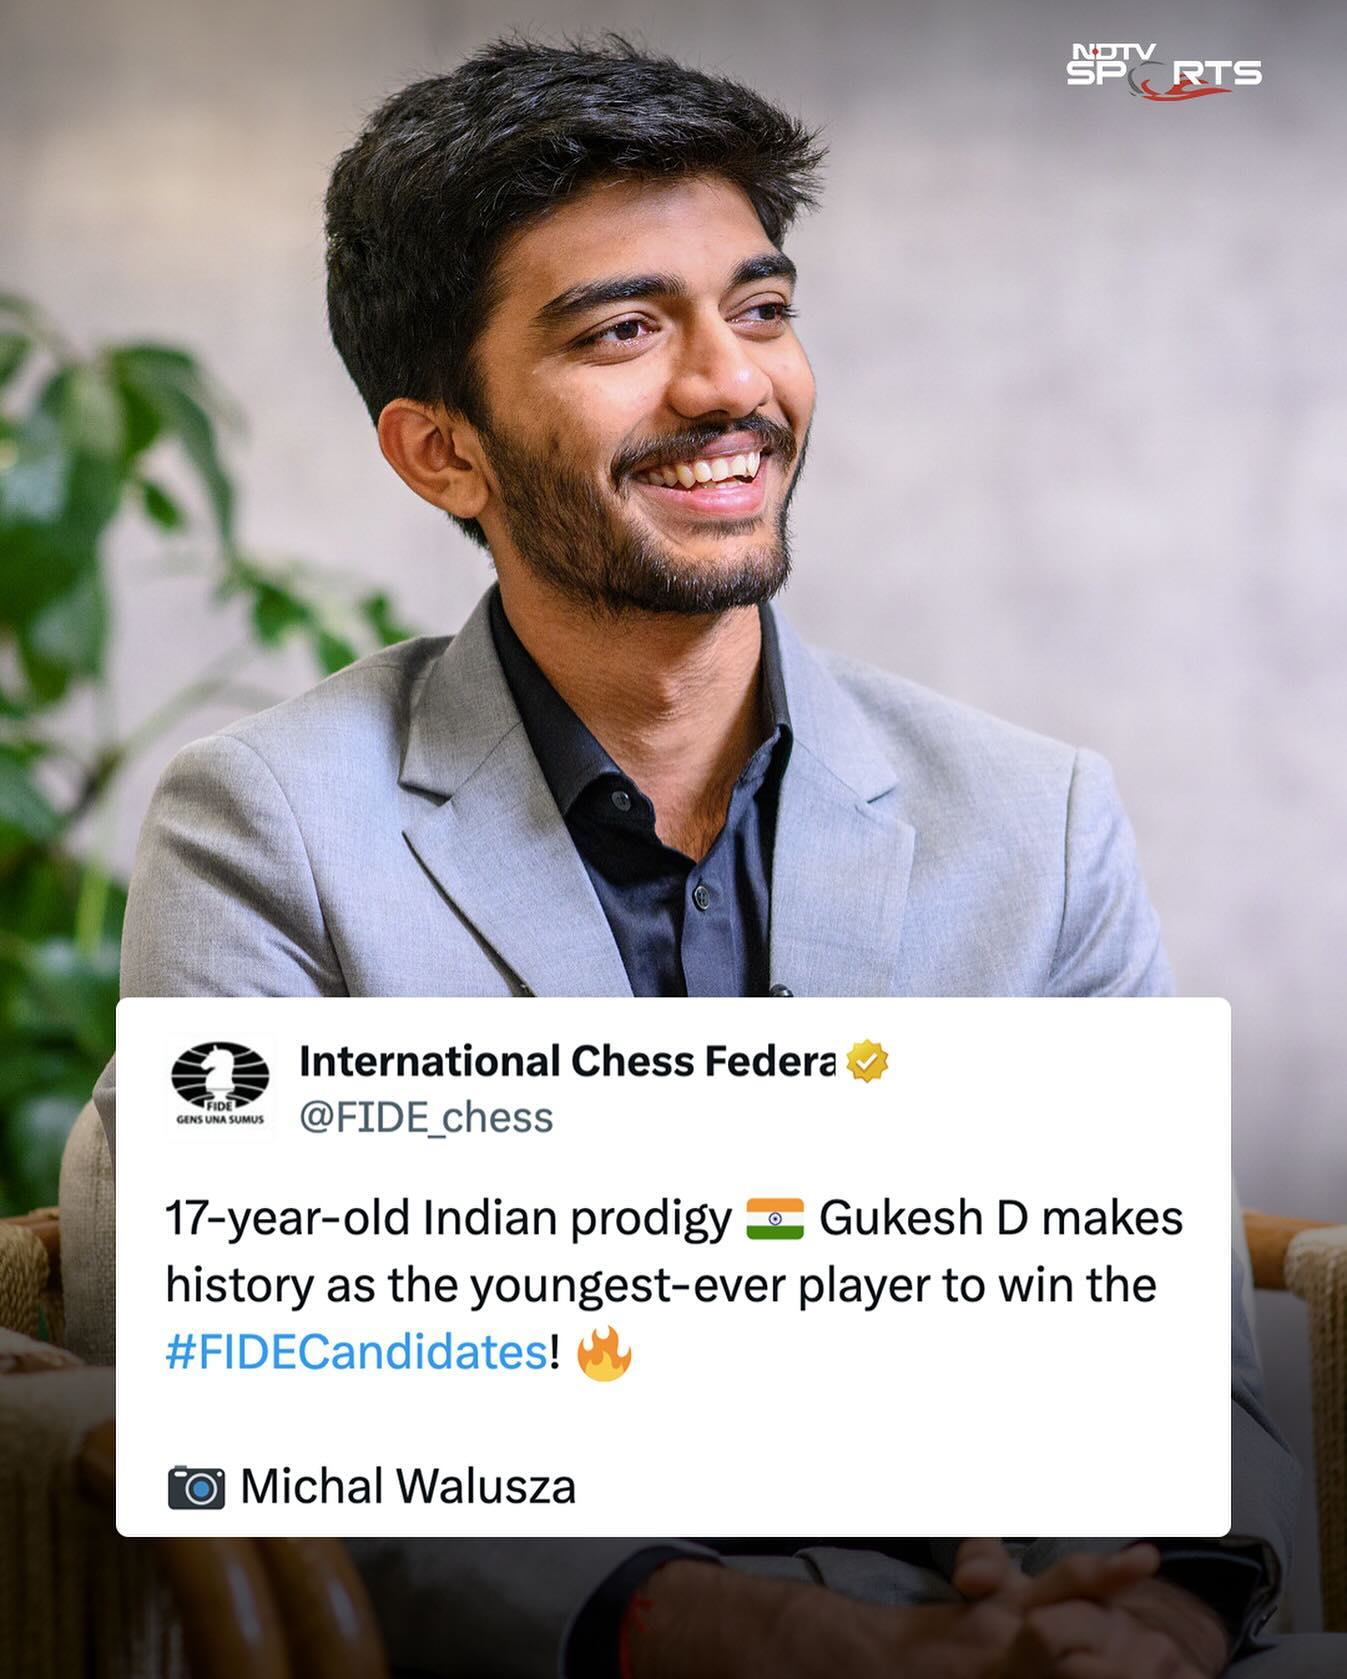 NDTV
SPORTS
International Chess Federa
@FIDE_chess
FIDE
GENS UNA SUMUS
17-year-old Indian prodigy 🇮🇳 Gukesh D makes
history as the youngest-ever player to win the
#FIDECandidates! 🔥
📷 Michal Walusza